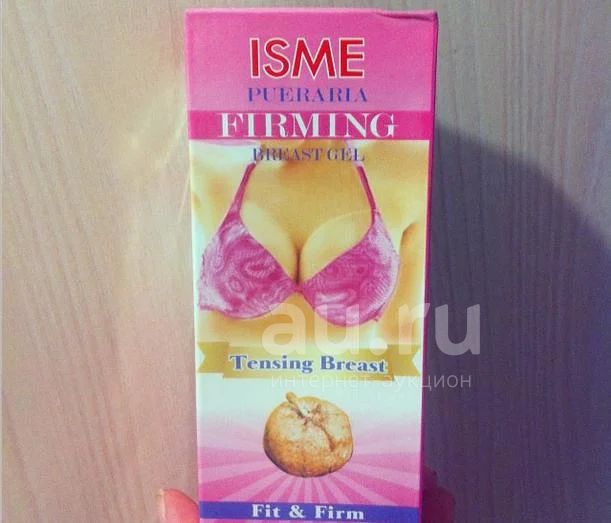 ISME
PUERARIA
FIRMING
BREAST GEL
au.ru
интернет аукцион
Tensing Breast
Fit & Firm